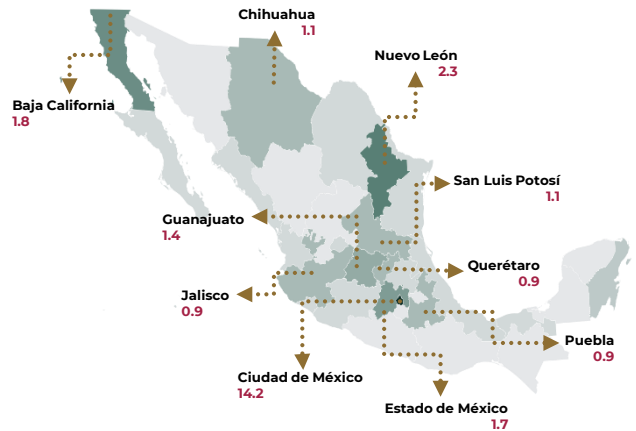 Chihuahua
1.1
Nuevo León
2.3
Baja California
1.8
San Luis Potosí
1.1
Guanajuato
1.4
Querétaro
0.9
Jalisco
0.9
Puebla
0.9
Ciudad de México
14.2
Estado de México
1.7